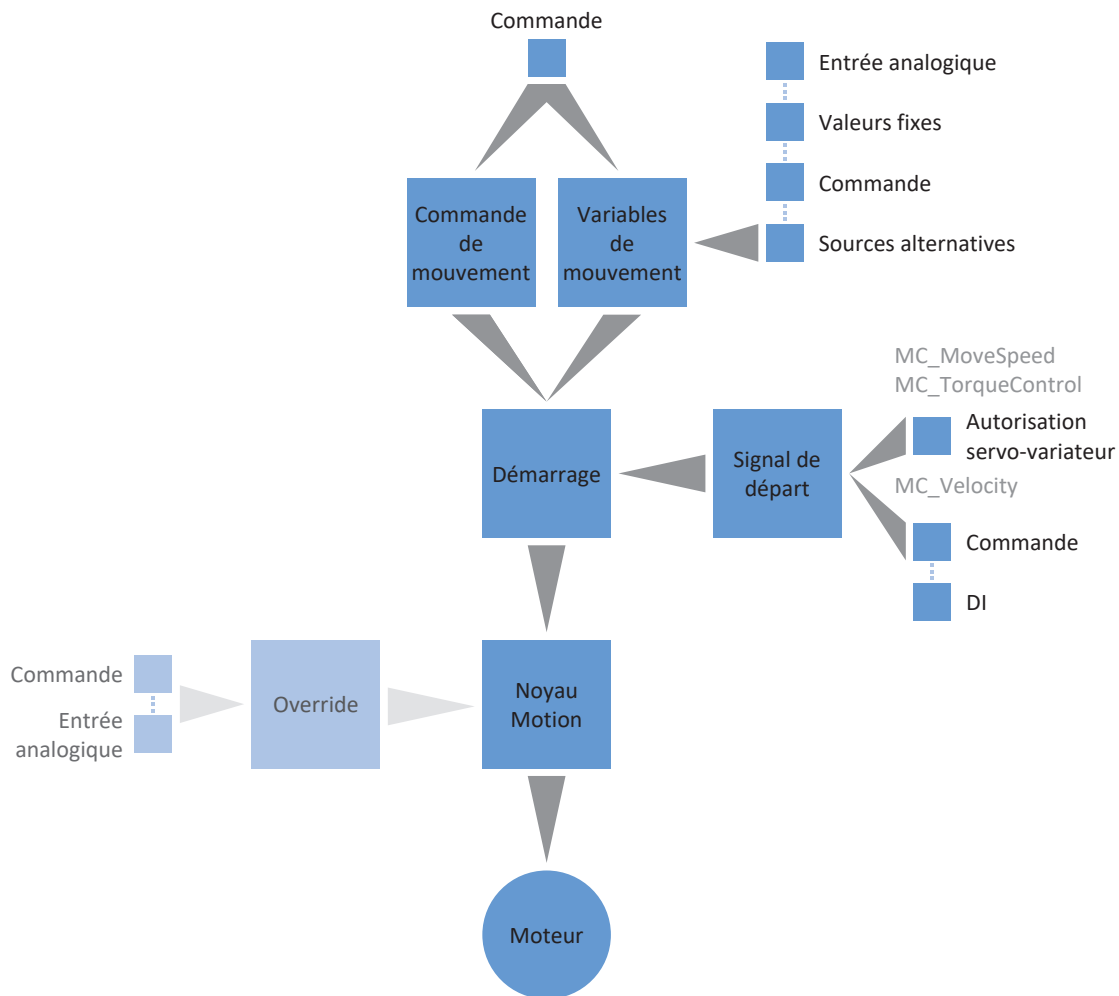 Commande
Entrée analogique
Valeurs fixes
Commande
Sources alternatives
Commande
de
mouvement
Variables
de
mouvement
MC_MoveSpeed
MC_TorqueControl
Autorisation
servo-variateur
Démarrage
Signal de
départ
MC_Velocity
Commande
DI
Commande
Entrée
analogique
Override
Noyau
Motion
Moteur